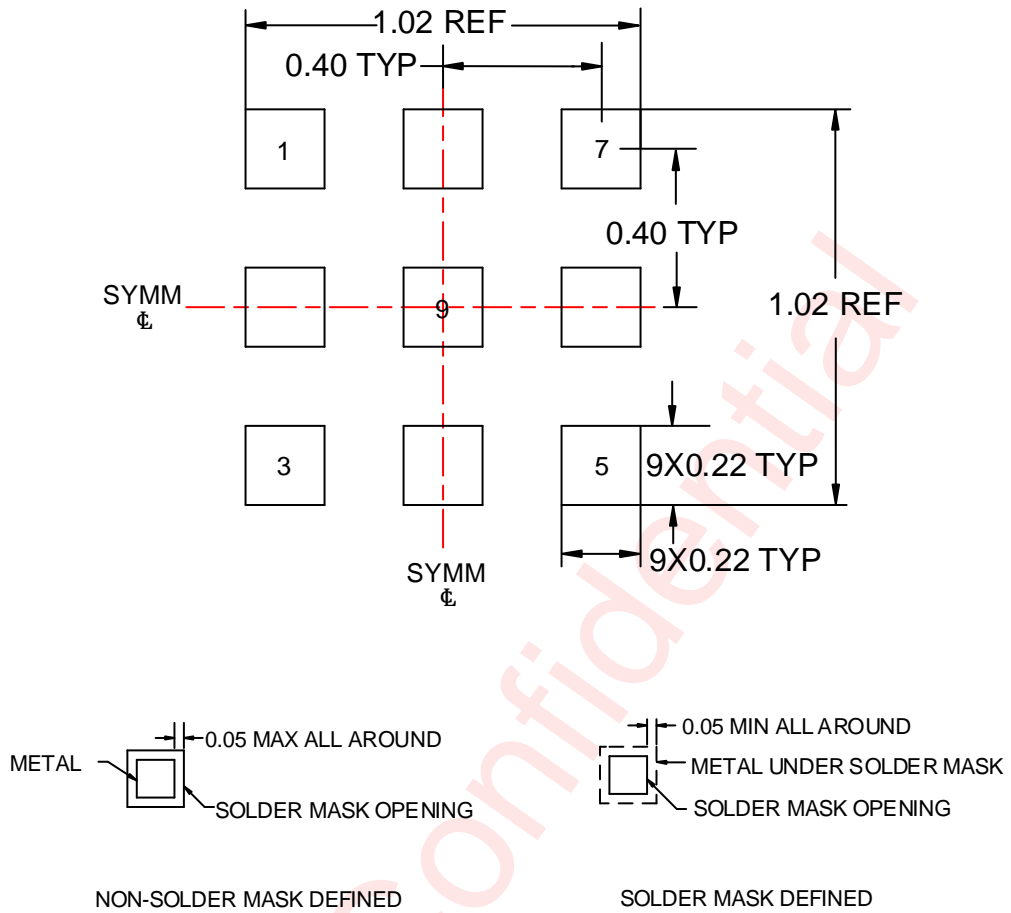 1.02 REF
0.40 TYP
1
7
0.40 TYP
SYMM
℄
9
1.02 REF
3
5
9X0.22 TYP
9X0.22 TYP
SYMM
℄
0.05 MAX ALL AROUND
METAL
SOLDER MASK OPENING
NON-SOLDER MASK DEFINED
0.05 MIN ALL AROUND
METAL UNDER SOLDER MASK
SOLDER MASK OPENING
SOLDER MASK DEFINED
Confidential